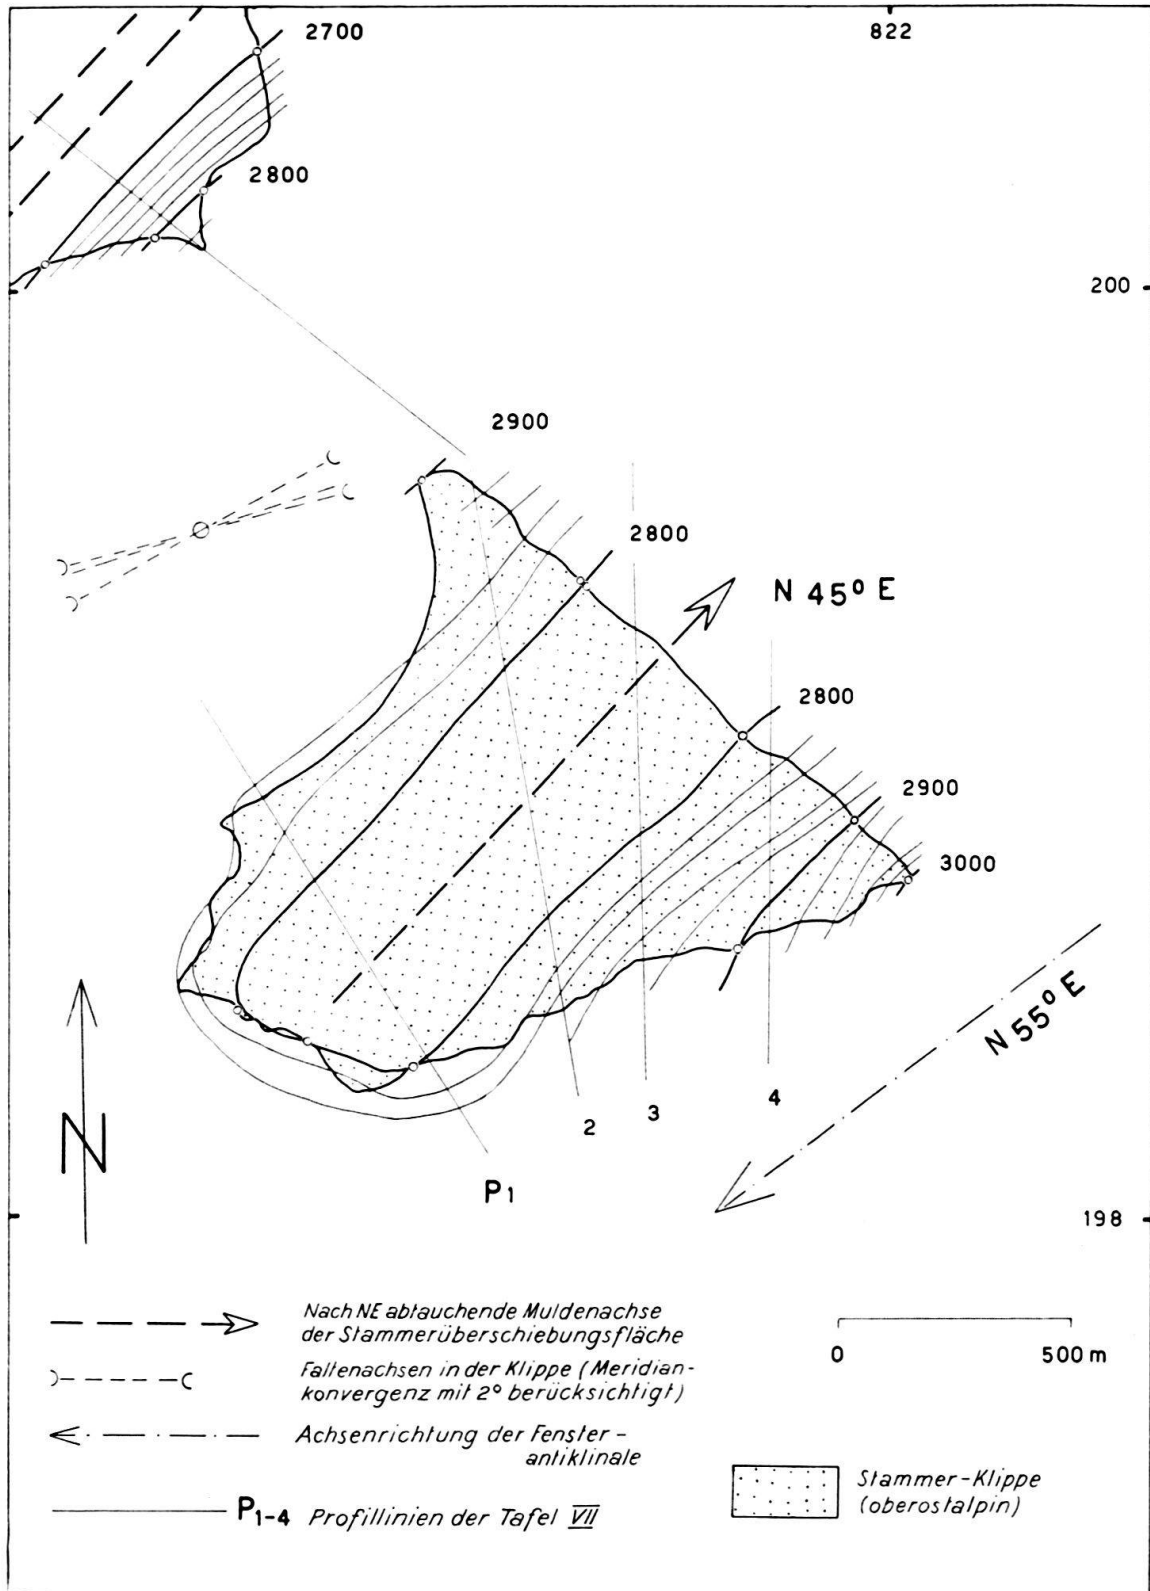 2700
822
2800
200
2900
2800
N 45° E
2800
2900
3000
N 55° E
2
3
4
P1
N
198
Nach NE abtauchende Muldenachse
der Stammerüberschiebungsfläche
Faltenachsen in der Klippe (Meridian-
konvergenz mit 2° berücksichtigt)
Achsenrichtung der Fenster-
antiklinale
P1-4 Profillinien der Tafel VII
0 500 m
Stammer-Klippe
(oberostalpin)